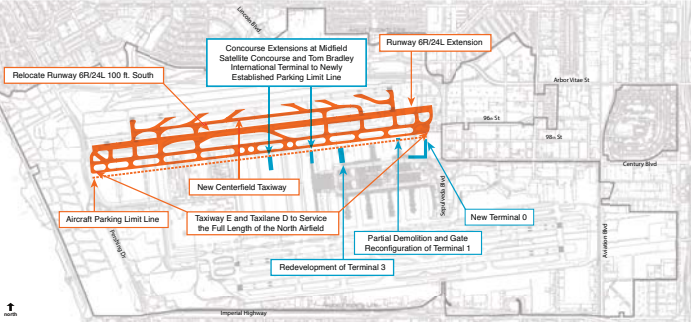 Lincoln Blvd
Concourse Extensions at Midfield
Satellite Concourse and Tom Bradley
International Terminal to Newly
Established Parking Limit Line
Runway 6R/24L Extension
Relocate Runway 6R/24L 100 ft. South
Arbor Vitae St
96th St
98th St
Century Blvd
New Centerfield Taxiway
Sepulveda Blvd
Aircraft Parking Limit Line
Taxiway E and Taxilane D to Service
the Full Length of the North Airfield
New Terminal 0
Pershing Dr
Aviation Blvd
Partial Demolition and Gate
Reconfiguration of Terminal 1
Redevelopment of Terminal 3
north
Imperial Highway